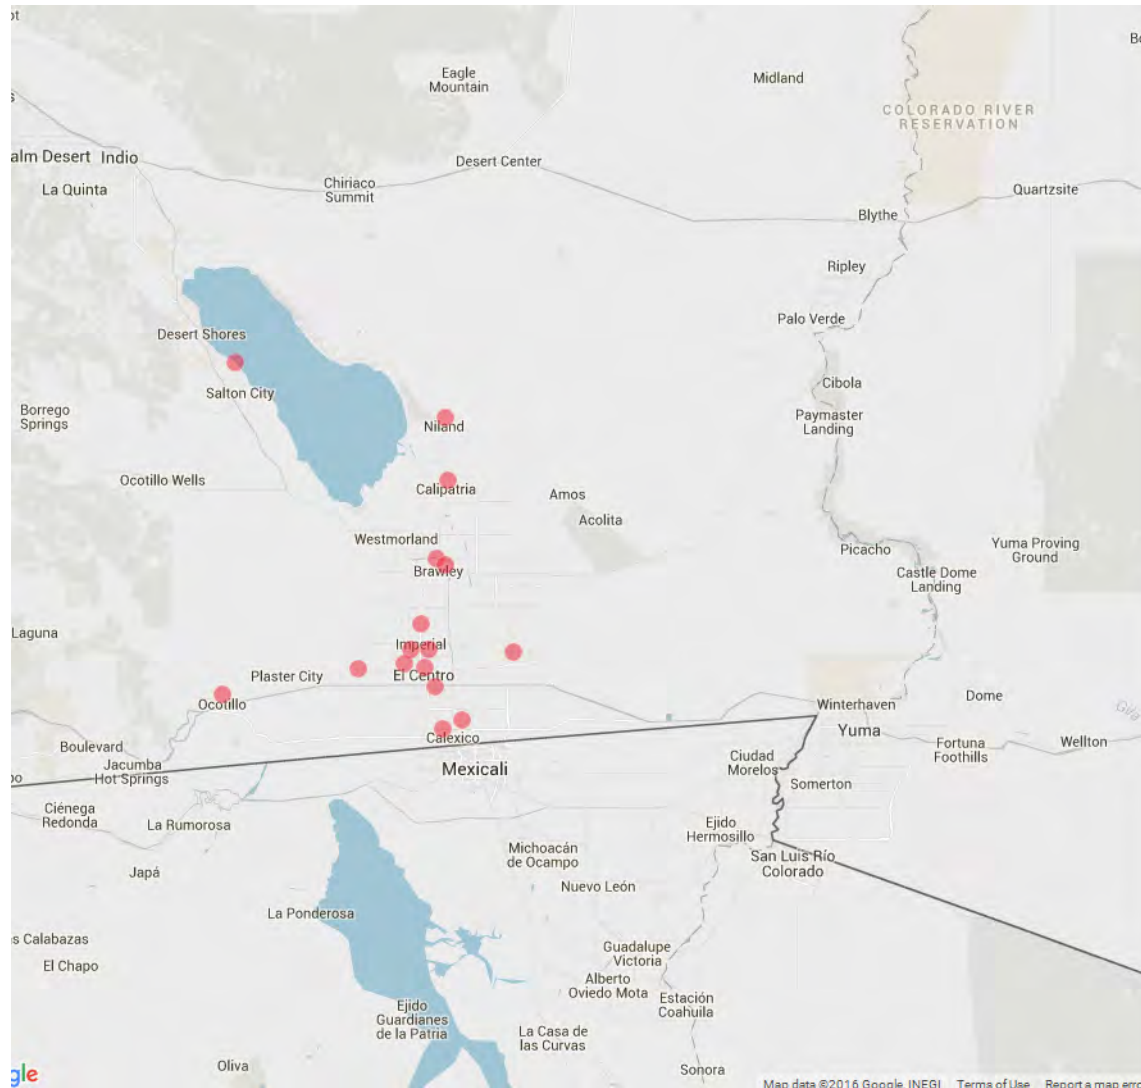 Eagle
Mountain
Midland
COLORADO RIVER
RESERVATION
alm Desert
Indio
Desert Center
La Quinta
Chiriaco
Summit
Quartzsite
Blythe
Ripley
Palo Verde
Desert Shores
Salton City
Cibola
Borrego
Springs
Paymaster
Landing
Niland
Ocotillo Wells
Calipatria
Amos
Acolita
Westmorland
Brawley
Picacho
Yuma Proving
Ground
Castle Dome
Landing
Laguna
Imperial
Plaster City
El Centro
Ocotillo
Winterhaven
Dome
Yuma
Boulevard
Calexico
Fortuna
Foothills
Wellton
Jacumba
Hot Springs
Mexicali
Ciudad
Morelos
Somerton
Ciénega
Redonda
La Rumorosa
Ejido
Hermosillo
Michoacán
de Ocampo
San Luis Río
Colorado
Japá
Nuevo León
La Ponderosa
s Calabazas
Guadalupe
Victoria
El Chapo
Alberto
Oviedo Mota
Estación
Coahuila
Ejido
Guardianes
de la Patria
La Casa de
las Curvas
Oliva
Sonora
gle
Map data ©2016 Google, INEGI Terms of Use Report a map erro